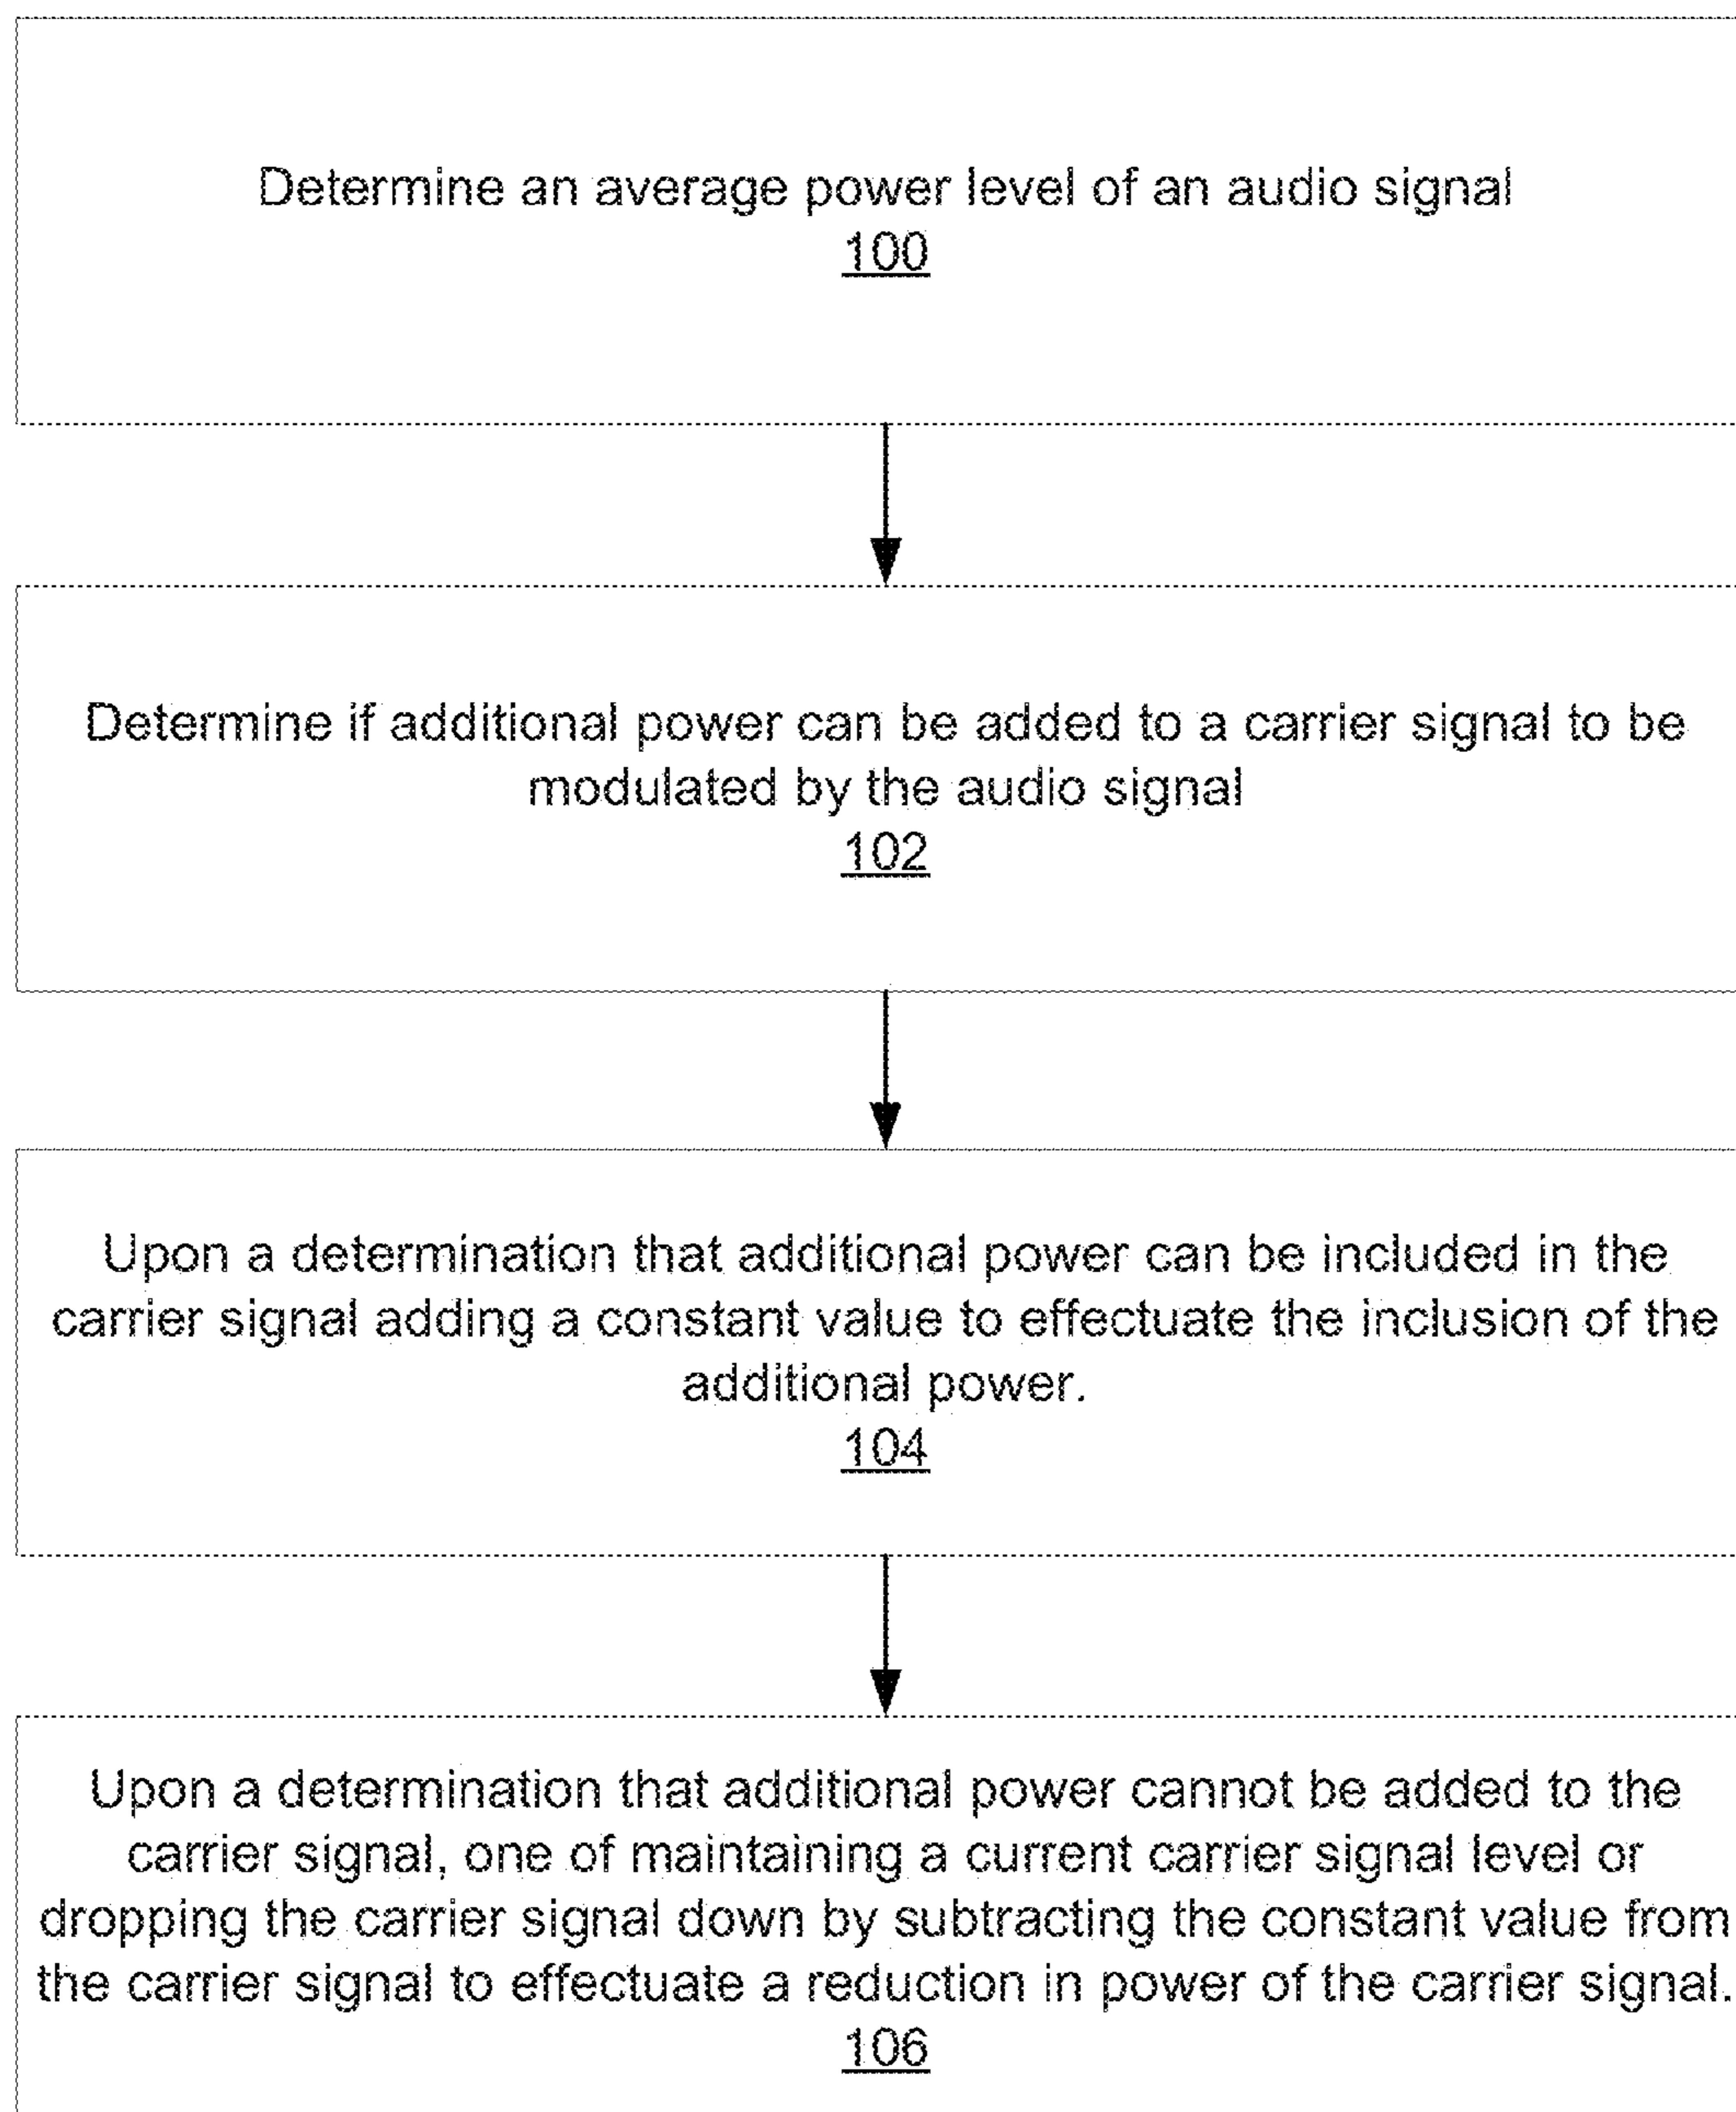 Determine an average power level of an audio signal
100
Determine if additional power can be added to a carrier signal to be
modulated by the audio signal
102
Upon a determination that additional power can be included in the
carrier signal adding a constant value to effectuate the inclusion of the
additional power.
104
Upon a determination that additional power cannot be added to the
carrier signal, one of maintaining a current carrier signal level or
dropping the carrier signal down by subtracting the constant value from
the carrier signal to effectuate a reduction in power of the carrier signal.
106